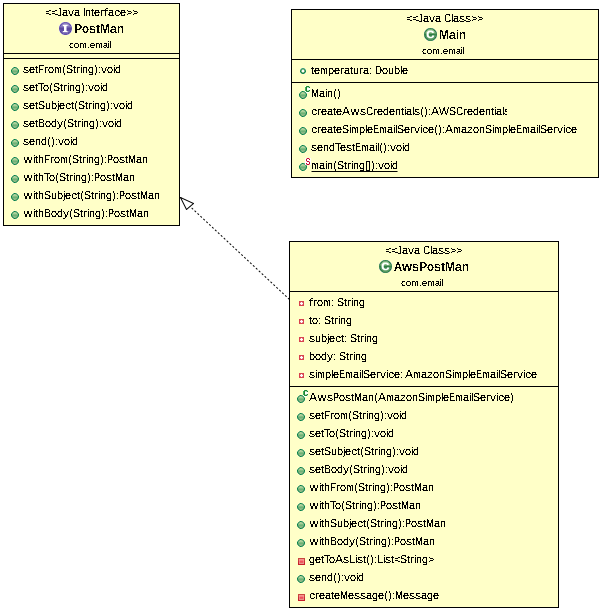 <<Java Interface>>
I PostMan
com.email
setFrom(String):void
setTo(String):void
setSubject(String):void
setBody(String):void
send():void
withFrom(String):PostMan
withTo(String):PostMan
withSubject(String):PostMan
withBody(String):PostMan
<<Java Class>>
C Main
com.email
temperatura: Double
C Main()
createAwsCredentials():AWSCredentials
createSimpleEmailService():AmazonSimpleEmailService
sendTestEmail():void
S main(String[]):void
<<Java Class>>
C AwsPostMan
com.email
from: String
to: String
subject: String
body: String
simpleEmailService: AmazonSimpleEmailService
C AwsPostMan(AmazonSimpleEmailService)
setFrom(String):void
setTo(String):void
setSubject(String):void
setBody(String):void
withFrom(String):PostMan
withTo(String):PostMan
withSubject(String):PostMan
withBody(String):PostMan
getToAsList():List<String>
send():void
createMessage():Message